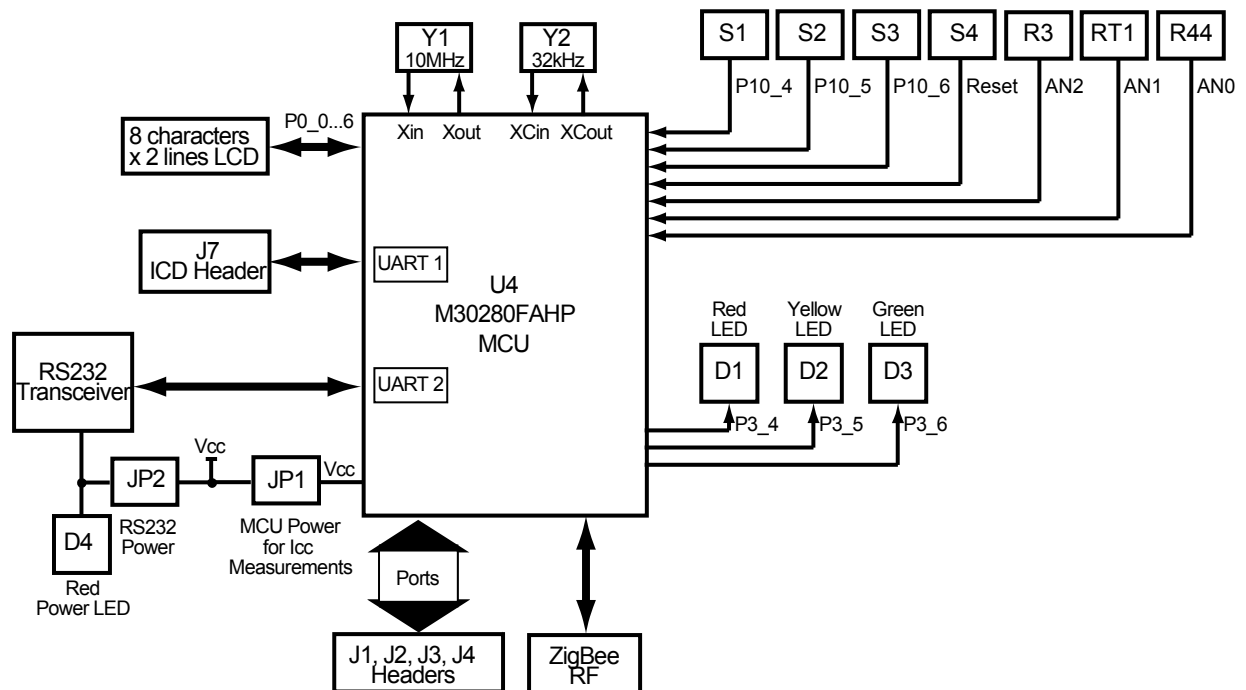 Y1
10MHz
Y2
32kHz
S1
S2
S3
S4
R3
RT1
R44
P10_4
P10_5
P10_6
Reset
AN2
AN1
AN0
P0_0...6
Xin
Xout
XCin
XCout
8 characters
x 2 lines LCD
J7
ICD Header
UART 1
U4
M30280FAHP
MCU
Red
LED
Yellow
LED
Green
LED
D1
D2
D3
P3_4
P3_5
P3_6
RS232
Transceiver
UART 2
Vcc
JP2
JP1
Vcc
RS232
Power
MCU Power
for Icc
Measurements
D4
Red
Power LED
Ports
J1, J2, J3, J4
Headers
ZigBee
RF